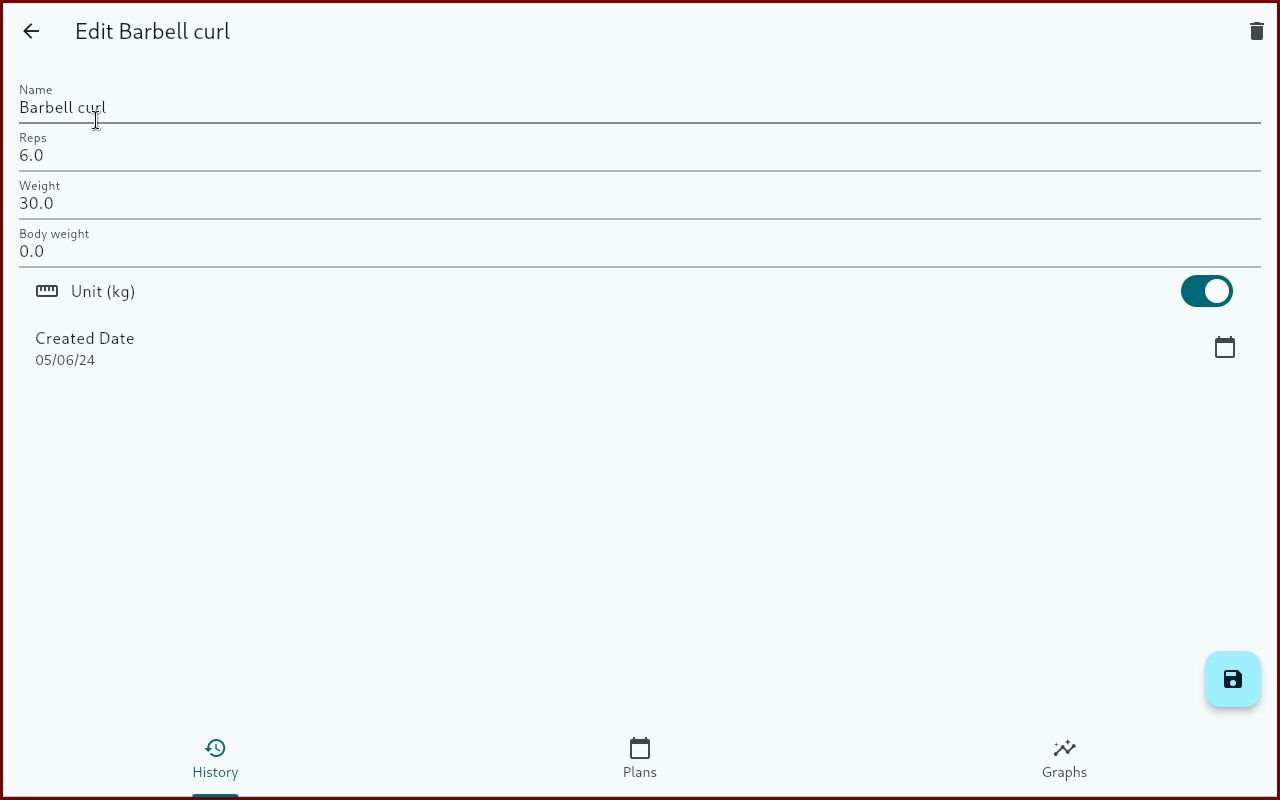 Edit Barbell curl
Name
Barbell curl
Reps
6.0
Weight
30.0
Body weight
0.0
Unit (kg)
Created Date
05/06/24
History
Plans
Graphs